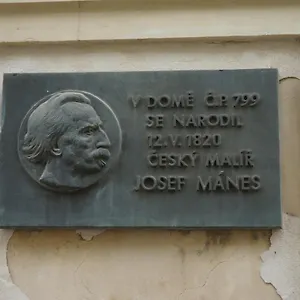 V DOMĚ Č.P. 799
SE NARODIL
12. V. 1820
ČESKÝ MALÍŘ
JOSEF MÁNES